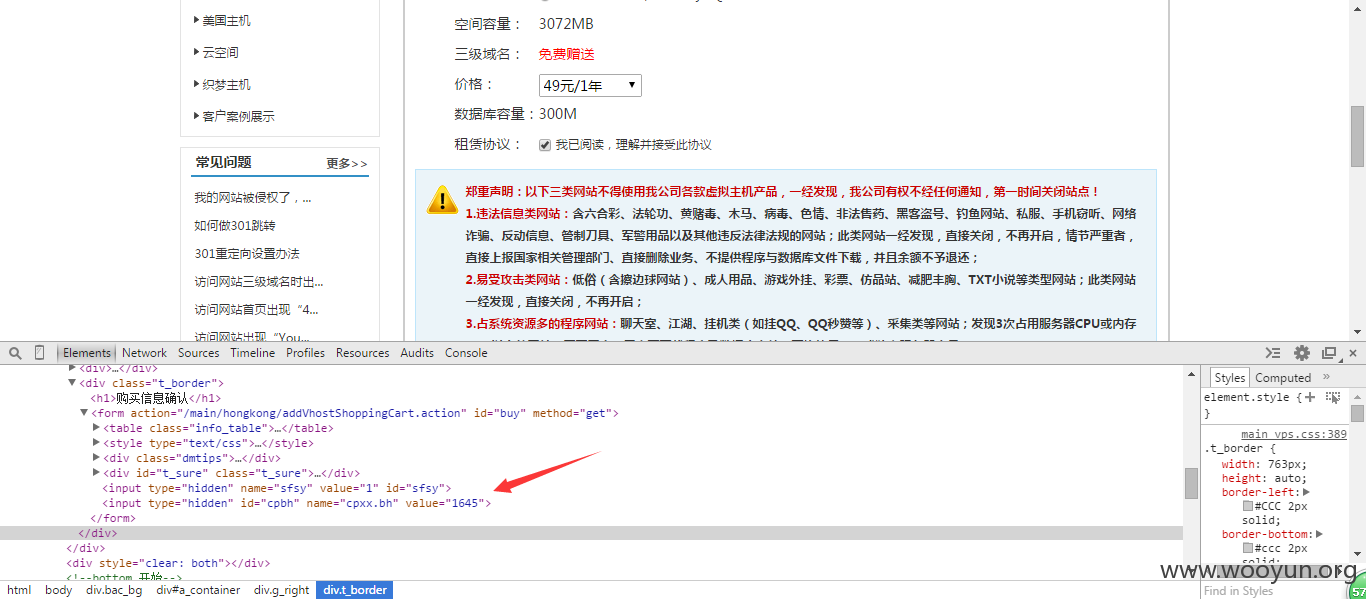 美国主机
云空间
织梦主机
客户案例展示
常见问题 更多>>
我的网站被侵权了，...
如何做301跳转
301重定向设置办法
访问网站三级域名时出...
访问网站首页出现“4...
访问网站出现“You...
空间容量： 3072MB
三级域名： 免费赠送
价格： 49元/1年
数据库容量：300M
租赁协议： 我已阅读，理解并接受此协议
郑重声明：以下三类网站不得使用我公司各款虚拟主机产品，一经发现，我公司有权不经任何通知，第一时间关闭站点！
1.违法信息类网站：含六合彩、法轮功、黄赌毒、木马、病毒、色情、非法售药、黑客盗号、钓鱼网站、私服、手机窃听、网络
诈骗、反动信息、管制刀具、军警用品以及其他违反法律法规的网站；此类网站一经发现，直接关闭，不再开启，情节严重者，
直接上报国家相关管理部门、直接删除业务、不提供程序与数据库文件下载，并且余额不予退还；
2.易受攻击类网站：低俗（含擦边球网站）、成人用品、游戏外挂、彩票、仿品站、减肥丰胸、TXT小说等类型网站；此类网站
一经发现，直接关闭，不再开启；
3.占系统资源多的程序网站：聊天室、江湖、挂机类（如挂QQ、QQ秒赞等）、采集类等网站；发现3次占用服务器CPU或内存
Elements Network Sources Timeline Profiles Resources Audits Console
<div>…</div>
<div class="t_border">
<h1>购买信息确认</h1>
<form action="/main/hongkong/addVhostShoppingCart.action" id="buy" method="get">
<table class="info_table">…</table>
<style type="text/css">…</style>
<div class="dmtips">…</div>
<div id="t_sure" class="t_sure">…</div>
<input type="hidden" name="sfsy" value="1" id="sfsy">
<input type="hidden" id="cpbh" name="cpxx.bh" value="1645">
</form>
</div>
</div>
<div style="clear: both"></div>
<!--bottom 开始-->
html body div.bac_bg div#a_container div.g_right div.t_border
Styles Computed »
element.style {
}
main_vps.css:389
.t_border {
width: 763px;
height: auto;
border-left:
#CCC 2px
solid;
border-bottom:
#ccc 2px
solid;
www.wooyun.org
Find in Styles
57